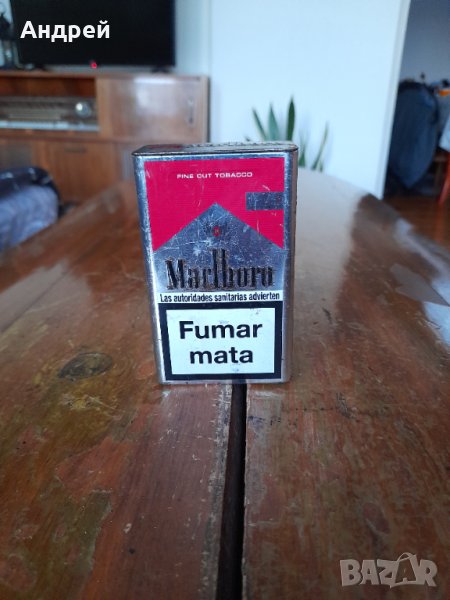 Андрей
FINE CUT TOBACCO
Marlboro
Las autoridades sanitarias advierten
Fumar
mata
BAZAR